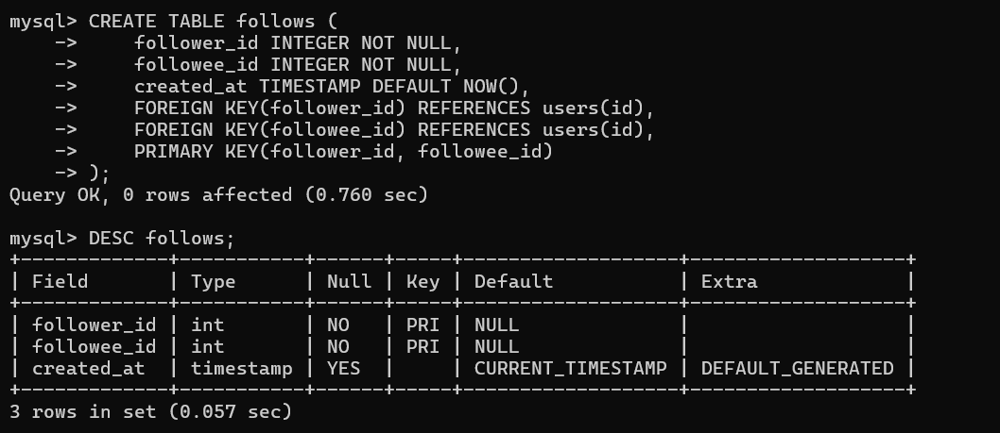 mysql> CREATE TABLE follows (
    ->     follower_id INTEGER NOT NULL,
    ->     followee_id INTEGER NOT NULL,
    ->     created_at TIMESTAMP DEFAULT NOW(),
    ->     FOREIGN KEY(follower_id) REFERENCES users(id),
    ->     FOREIGN KEY(followee_id) REFERENCES users(id),
    ->     PRIMARY KEY(follower_id, followee_id)
    -> );
Query OK, 0 rows affected (0.760 sec)

mysql> DESC follows;
+-------------+-----------+------+-----+-------------------+-------------------+
| Field       | Type      | Null | Key | Default           | Extra             |
+-------------+-----------+------+-----+-------------------+-------------------+
| follower_id | int       | NO   | PRI | NULL              |                   |
| followee_id | int       | NO   | PRI | NULL              |                   |
| created_at  | timestamp | YES  |     | CURRENT_TIMESTAMP | DEFAULT_GENERATED |
+-------------+-----------+------+-----+-------------------+-------------------+
3 rows in set (0.057 sec)